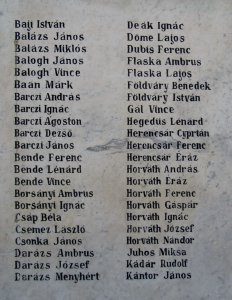 Bali István
Balázs János
Balázs Miklós
Balogh János
Balogh Vince
Baan Márk
Barczi András
Barczi Ignác
Barczi Ágoston
Barczi Dezső
Barczi János
Bende Ferenc
Bende Lénárd
Bende Vince
Borsányi Ambrus
Borsányi Ignác
Csáp Béla
Csemez László
Csonka János
Darázs Ambrus
Darázs József
Darázs Menyhért
Deák Ignác
Döme Lajos
Dubis Ferenc
Flaska Ambrus
Flaska Lajos
Földváry Benedek
Földváry István
Gál Vince
Hegedűs Lénárd
Herencsár Cyprián
Herencsár Ferenc
Herencsár Éráz
Horváth András
Horváth Éráz
Horváth Ferenc
Horváth Gáspár
Horváth Ignác
Horváth József
Horváth Nándor
Juhos Miksa
Kádár Rudolf
Kántor János